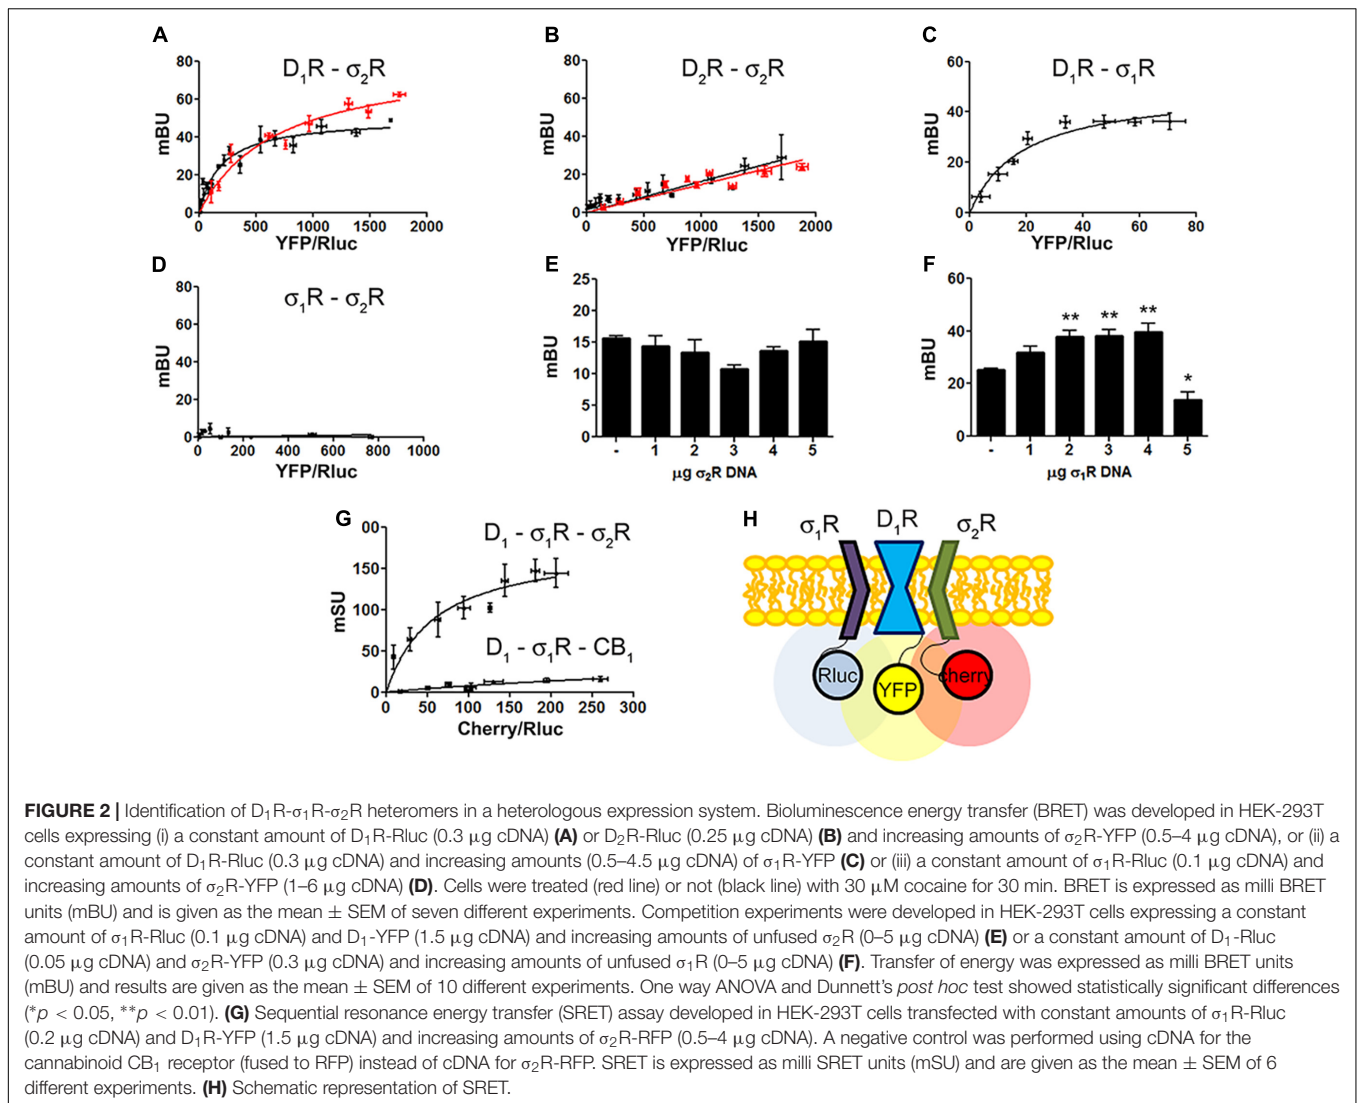 A
B
C
D₁R - σ₂R
D₂R - σ₂R
D₁R - σ₁R
mBU
80
60
40
20
0
0 500 1000 1500 2000
YFP/Rluc
mBU
80
60
40
20
0
0 500 1000 1500 2000
YFP/Rluc
mBU
60
40
20
0
0 20 40 60 80
YFP/Rluc
D
E
F
σ₁R - σ₂R
mBU
80
60
40
20
0
0 200 400 600 800 1000
YFP/Rluc
mBU
25
20
15
10
5
0
- 1 2 3 4 5
μg σ₂R DNA
mBU
60
40
20
0
** ** ** *
- 1 2 3 4 5
μg σ₁R DNA
G
H
mSU
00
150
100
50
0
D₁ - σ₁R - σ₂R
D₁ - σ₁R - CB₁
0 50 100 150 200 250 300
Cherry/Rluc
σ₁R D₁R σ₂R
Rluc YFP cherry
FIGURE 2 | Identification of D₁R-σ₁R-σ₂R heteromers in a heterologous expression system. Bioluminescence energy transfer (BRET) was developed in HEK-293T
cells expressing (i) a constant amount of D₁R-Rluc (0.3 μg cDNA) (A) or D₂R-Rluc (0.25 μg cDNA) (B) and increasing amounts of σ₂R-YFP (0.5–4 μg cDNA), or (ii) a
constant amount of D₁R-Rluc (0.3 μg cDNA) and increasing amounts (0.5–4.5 μg cDNA) of σ₁R-YFP (C) or (iii) a constant amount of σ₁R-Rluc (0.1 μg cDNA) and
increasing amounts of σ₂R-YFP (1–6 μg cDNA) (D). Cells were treated (red line) or not (black line) with 30 μM cocaine for 30 min. BRET is expressed as milli BRET
units (mBU) and is given as the mean ± SEM of seven different experiments. Competition experiments were developed in HEK-293T cells expressing a constant
amount of σ₁R-Rluc (0.1 μg cDNA) and D₁-YFP (1.5 μg cDNA) and increasing amounts of unfused σ₂R (0–5 μg cDNA) (E) or a constant amount of D₁-Rluc
(0.05 μg cDNA) and σ₂R-YFP (0.3 μg cDNA) and increasing amounts of unfused σ₁R (0–5 μg cDNA) (F). Transfer of energy was expressed as milli BRET units
(mBU) and results are given as the mean ± SEM of 10 different experiments. One way ANOVA and Dunnett's post hoc test showed statistically significant differences
(*p < 0.05, **p < 0.01). (G) Sequential resonance energy transfer (SRET) assay developed in HEK-293T cells transfected with constant amounts of σ₁R-Rluc
(0.2 μg cDNA) and D₁R-YFP (1.5 μg cDNA) and increasing amounts of σ₂R-RFP (0.5–4 μg cDNA). A negative control was performed using cDNA for the
cannabinoid CB₁ receptor (fused to RFP) instead of cDNA for σ₂R-RFP. SRET is expressed as milli SRET units (mSU) and are given as the mean ± SEM of 6
different experiments. (H) Schematic representation of SRET.